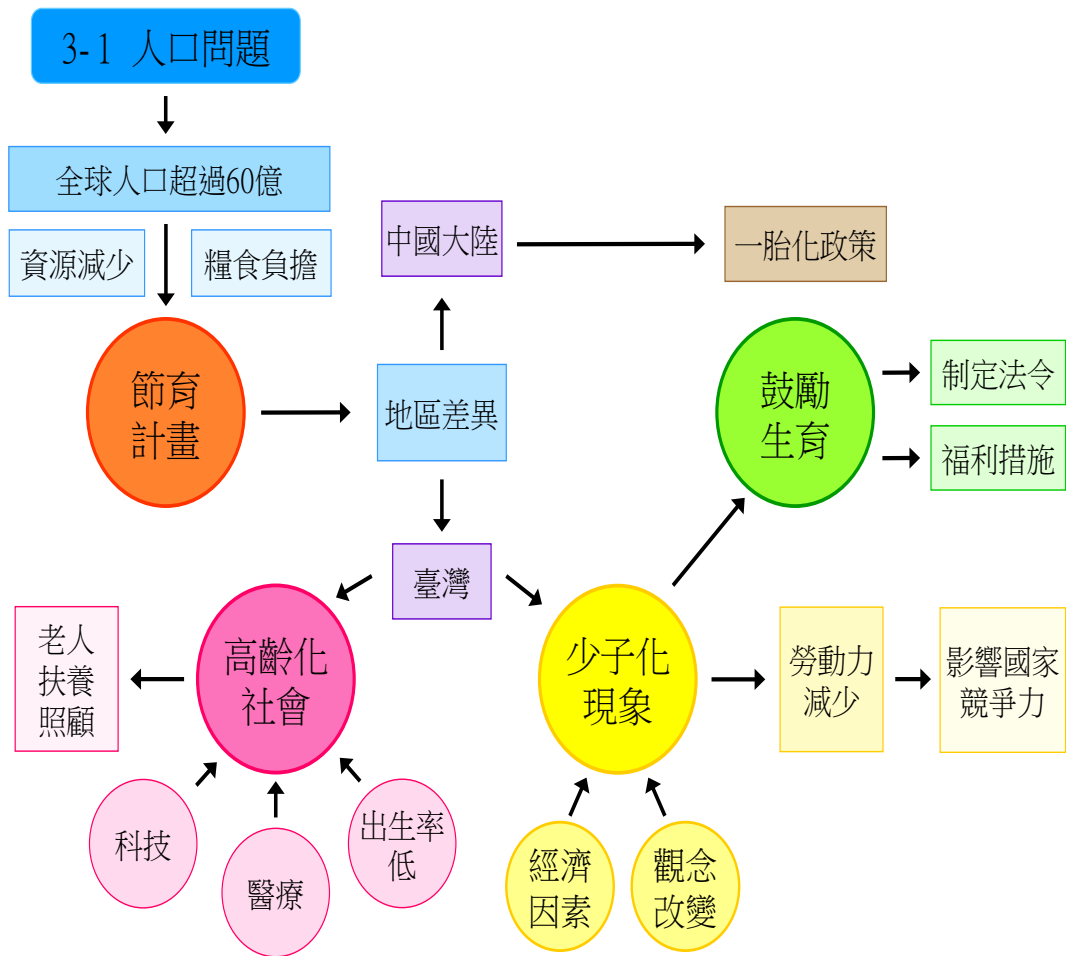 3-1 人口問題
全球人口超過60億
資源減少
糧食負擔
中國大陸
一胎化政策
節育
計畫
地區差異
鼓勵
生育
制定法令
福利措施
臺灣
老人
扶養
照顧
高齡化
社會
少子化
現象
勞動力
減少
影響國家
競爭力
科技
醫療
出生率
低
經濟
因素
觀念
改變